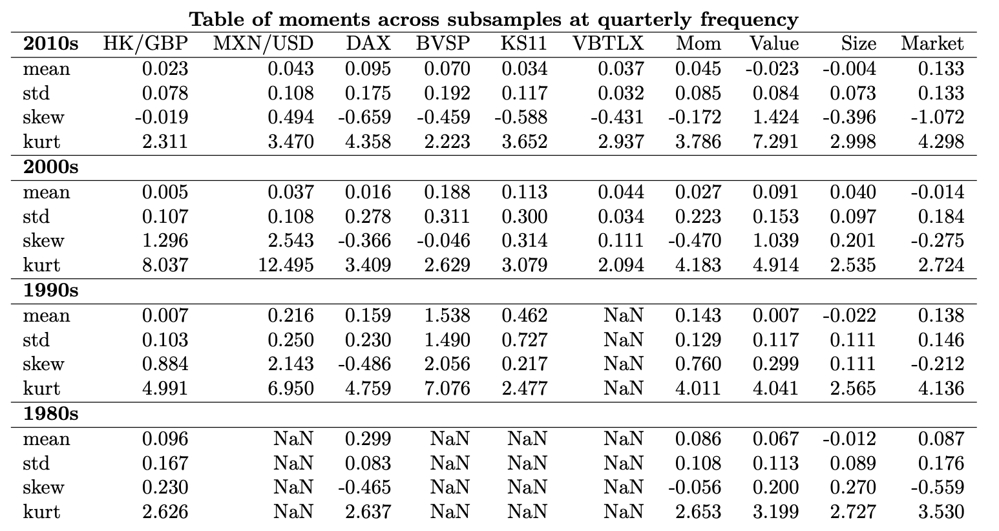 Table of moments across subsamples at quarterly frequency
2010s HK/GBP MXN/USD DAX BVSP KS11 VBTLX Mom Value Size Market
mean 0.023 0.043 0.095 0.070 0.034 0.037 0.045 -0.023 -0.004 0.133
std 0.078 0.108 0.175 0.192 0.117 0.032 0.085 0.084 0.073 0.133
skew -0.019 0.494 -0.659 -0.459 -0.588 -0.431 -0.172 1.424 -0.396 -1.072
kurt 2.311 3.470 4.358 2.223 3.652 2.937 3.786 7.291 2.998 4.298
2000s
mean 0.005 0.037 0.016 0.188 0.113 0.044 0.027 0.091 0.040 -0.014
std 0.107 0.108 0.278 0.311 0.300 0.034 0.223 0.153 0.097 0.184
skew 1.296 2.543 -0.366 -0.046 0.314 0.111 -0.470 1.039 0.201 -0.275
kurt 8.037 12.495 3.409 2.629 3.079 2.094 4.183 4.914 2.535 2.724
1990s
mean 0.007 0.216 0.159 1.538 0.462 NaN 0.143 0.007 -0.022 0.138
std 0.103 0.250 0.230 1.490 0.727 NaN 0.129 0.117 0.111 0.146
skew 0.884 2.143 -0.486 2.056 0.217 NaN 0.760 0.299 0.111 -0.212
kurt 4.991 6.950 4.759 7.076 2.477 NaN 4.011 4.041 2.565 4.136
1980s
mean 0.096 NaN 0.299 NaN NaN NaN 0.086 0.067 -0.012 0.087
std 0.167 NaN 0.083 NaN NaN NaN 0.108 0.113 0.089 0.176
skew 0.230 NaN -0.465 NaN NaN NaN -0.056 0.200 0.270 -0.559
kurt 2.626 NaN 2.637 NaN NaN NaN 2.653 3.199 2.727 3.530